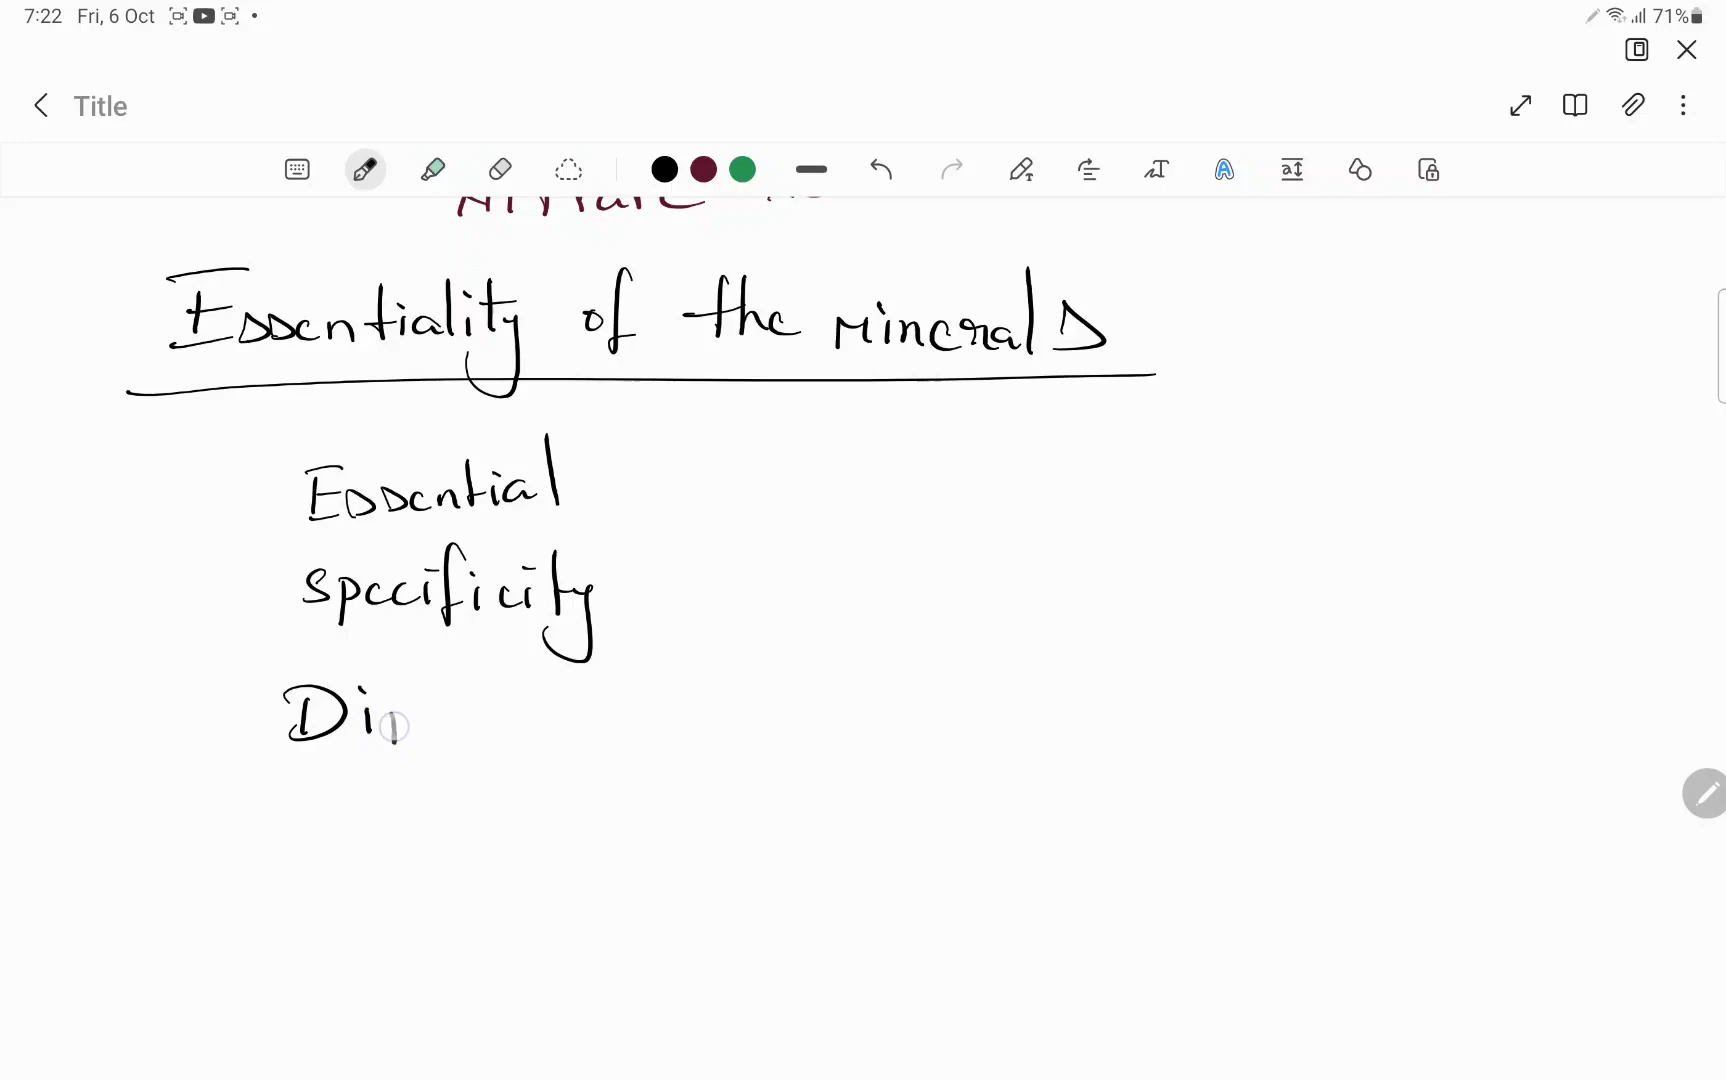 7:22 Fri, 6 Oct 71%
Title
Essentiality of the minerals
Essential
specificity
Di